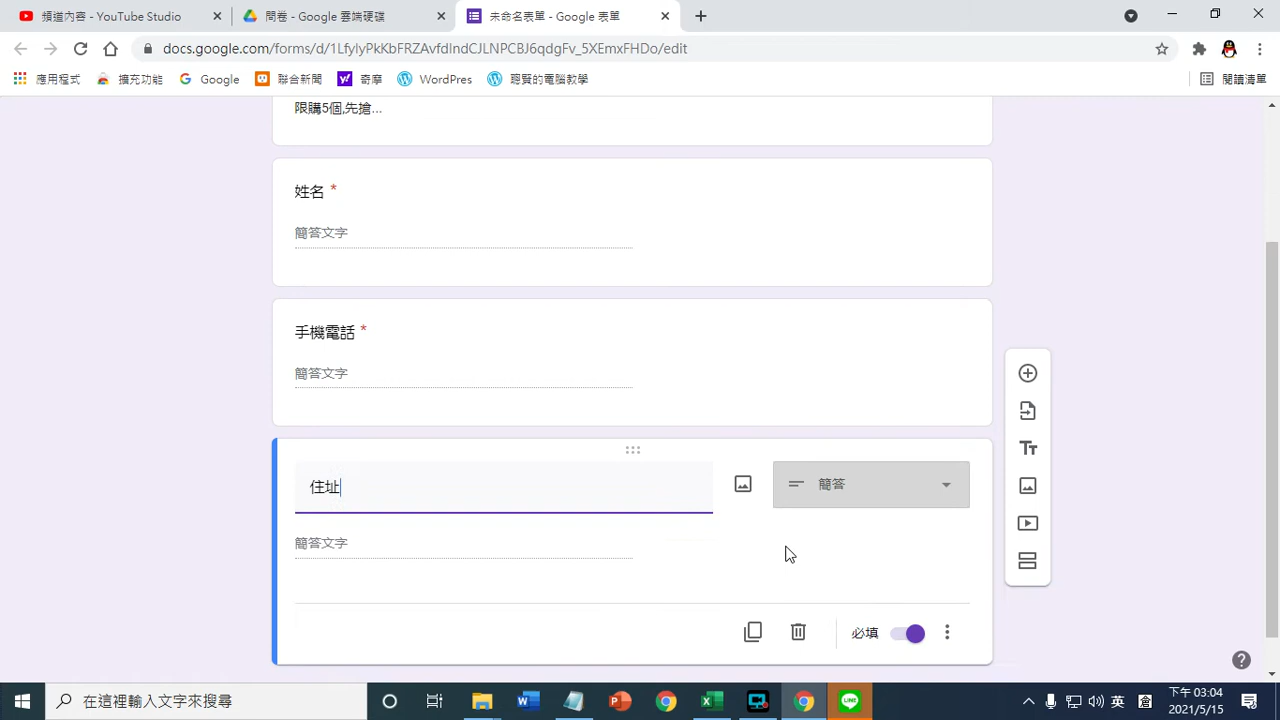 頻道內容 - YouTube Studio
問卷 - Google 雲端硬碟
未命名表單 - Google 表單
docs.google.com/forms/d/1LfyIyPkKbFRZAvfdIndCJLNPCBJ6qdgFv_5XEmxFHDo/edit
應用程式
擴充功能
Google
聯合新聞
奇摩
WordPres
聰賢的電腦教學
閱讀清單
限購5個,先搶...
姓名 *
簡答文字
手機電話 *
簡答文字
住址
簡答
簡答文字
必填
在這裡輸入文字來搜尋
英
下午 03:04
2021/5/15